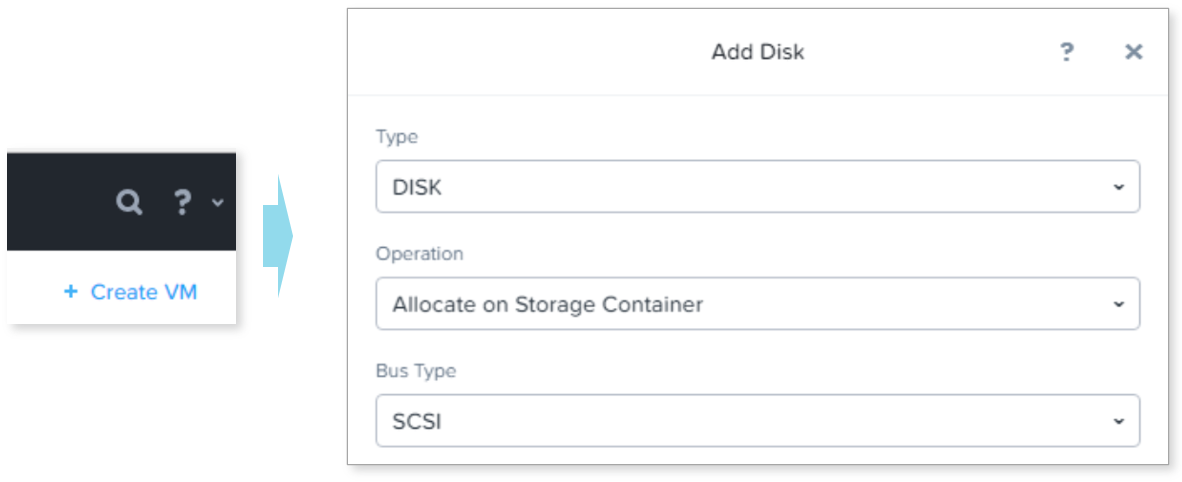 ? 
+ Create VM
Add Disk
?
Type
DISK
Operation
Allocate on Storage Container
Bus Type
SCSI